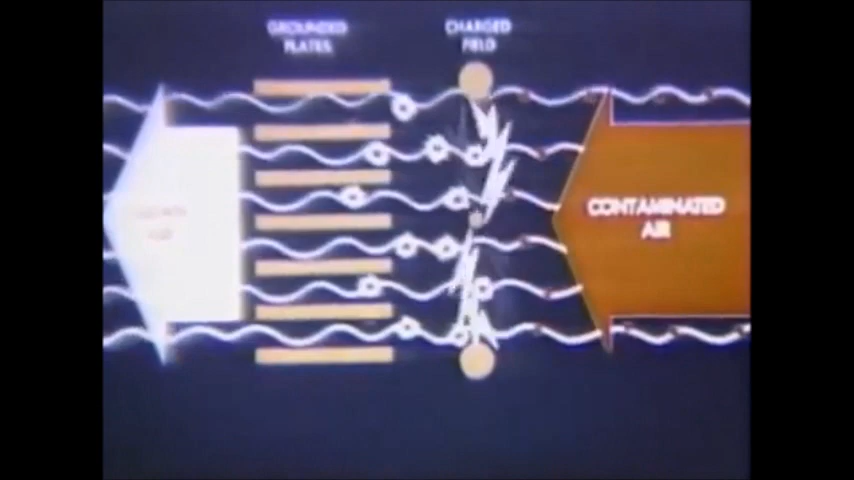 GROUNDED
PLATES
CHARGED
FIELD
CONTAMINATED
AIR